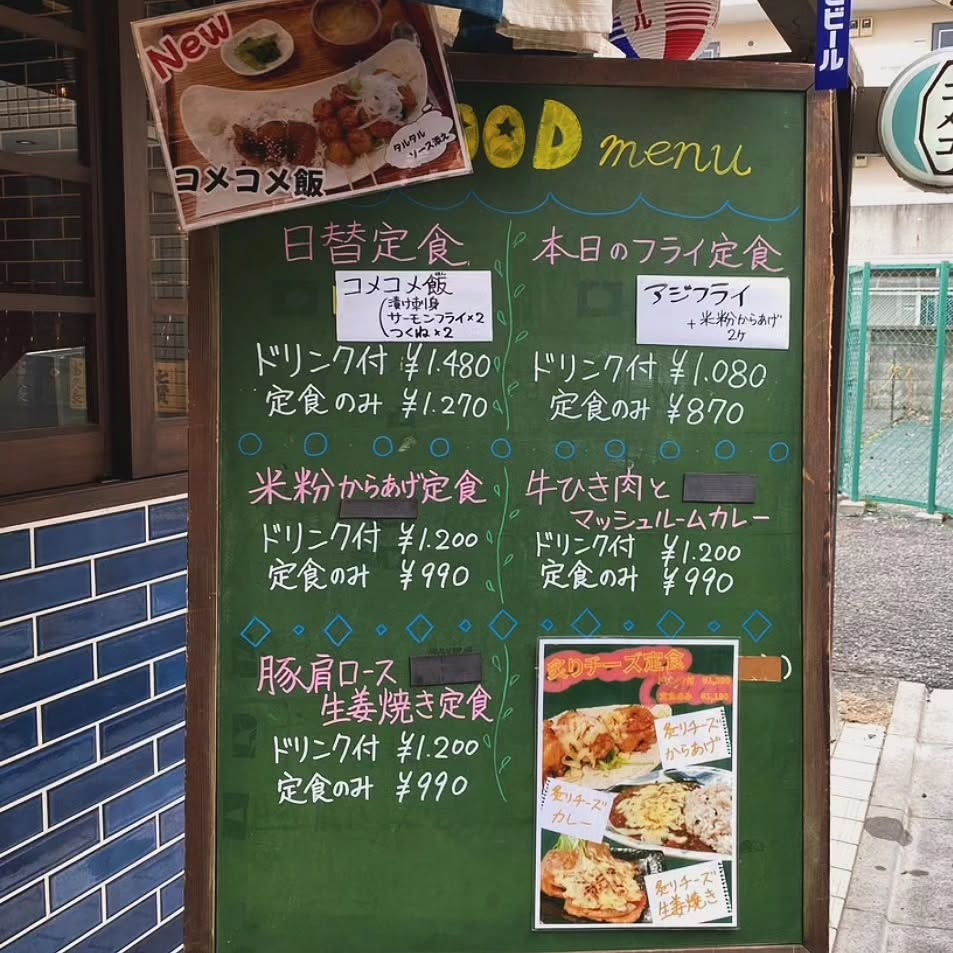 New
タルタル
ソース添え
コメコメ飯
ビール
コメコ
OOD menu
日替定食
コメコメ飯
(漬け刺身
サーモンフライ×2
つくね×2
ドリンク付 ¥1.480
定食のみ ¥1.270
本日のフライ定食
アジフライ
+米粉からあげ
2ヶ
ドリンク付 ¥1.080
定食のみ ¥870
米粉からあげ定食
ドリンク付 ¥1.200
定食のみ ¥990
牛ひき肉と
マッシュルームカレー
ドリンク付 ¥1.200
定食のみ ¥990
豚肩ロース
生姜焼き定食
ドリンク付 ¥1.200
定食のみ ¥990
炙りチーズ定食
炙りチーズ
からあげ
炙りチーズ
カレー
炙りチーズ
生姜焼き